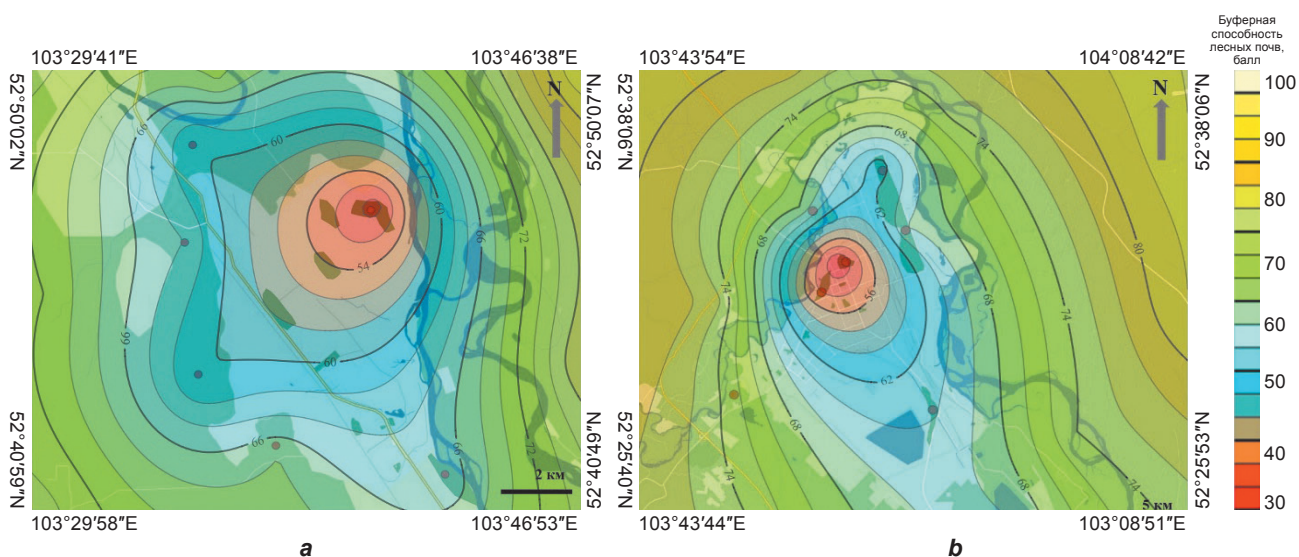 Буферная
способность
лесных почв,
балл
103°29′41″E
103°46′38″E
103°43′54″E
104°08′42″E
52°50′02″N
N
52°50′07″N
52°38′09″N
N
52°38′06″N
100
90
80
70
60
50
40
30
66
60
60
66
72
54
66
60
66
66
72
74
68
74
62
80
68
56
74
68
74
62
68
74
68
74
52°40′59″N
52°40′49″N
52°25′40″N
52°25′53″N
2 км
5 км
103°29′58″E
103°46′53″E
103°43′44″E
103°08′51″E
a
b